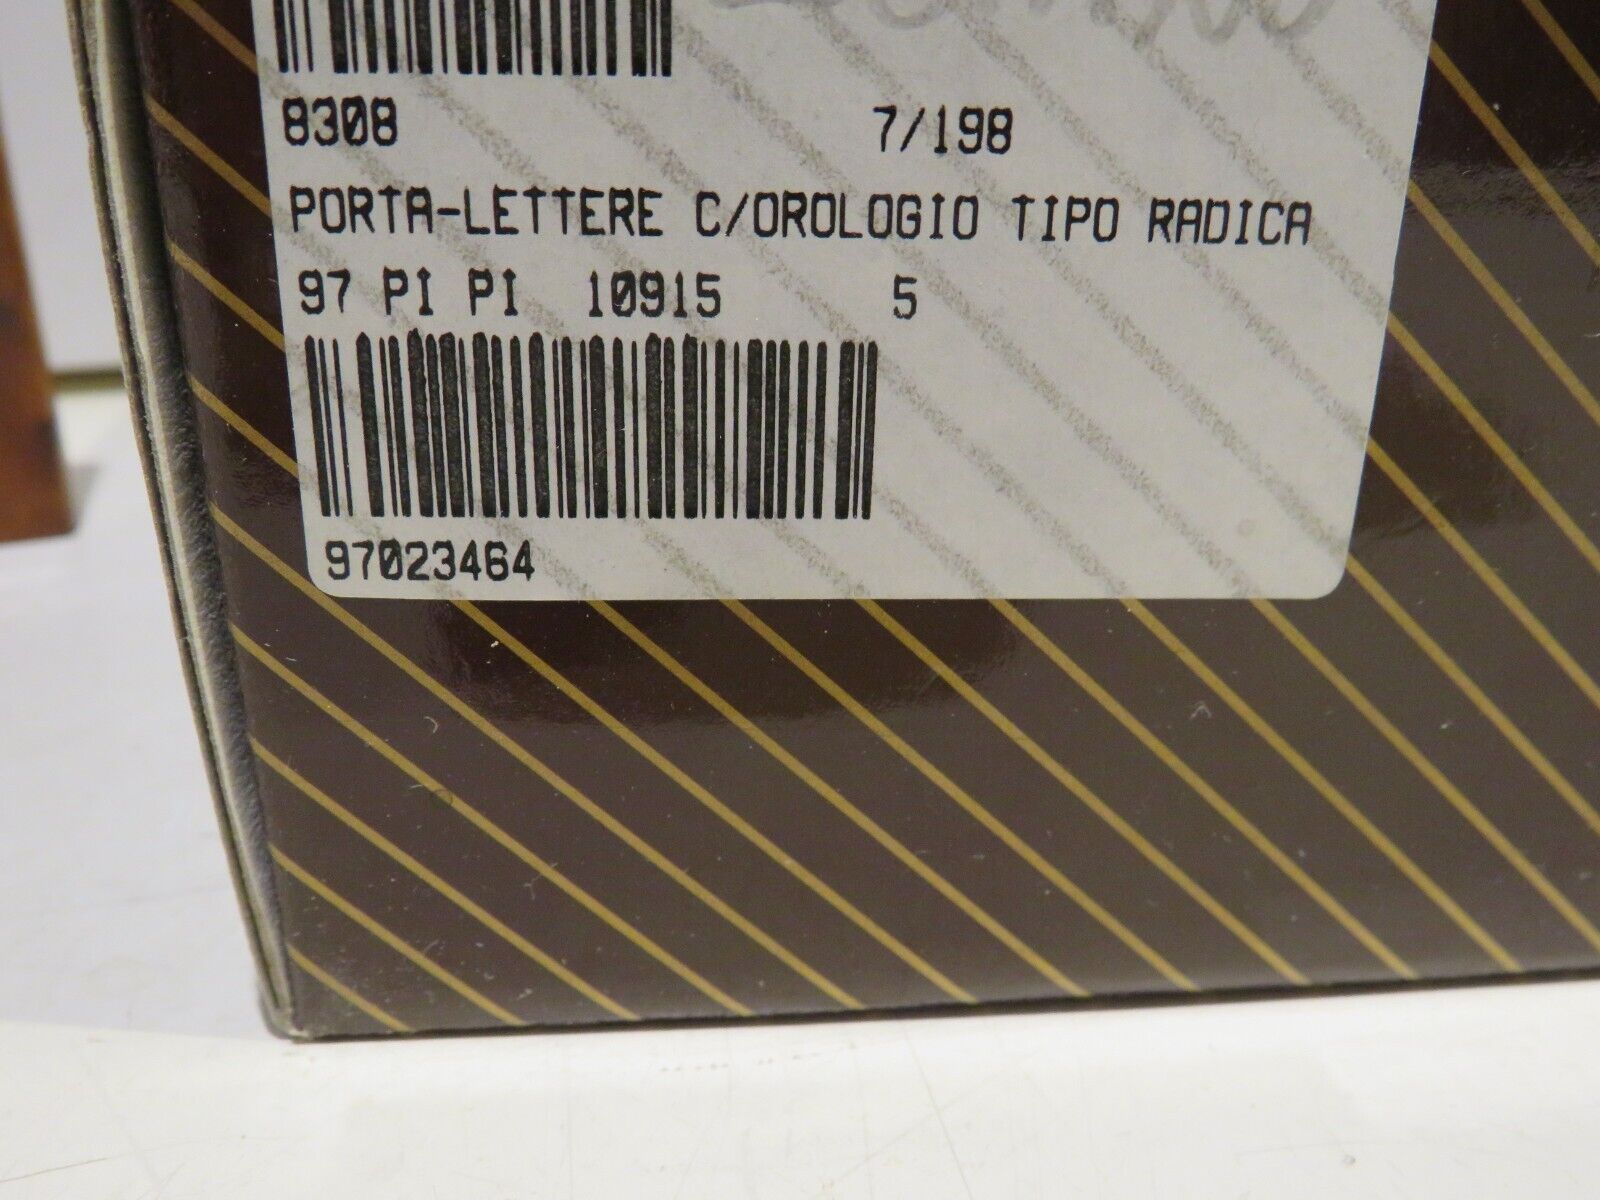 8308 7/198
PORTA-LETTERE C/OROLOGIO TIPO RADICA
97 PI PI 10915 5
97023464